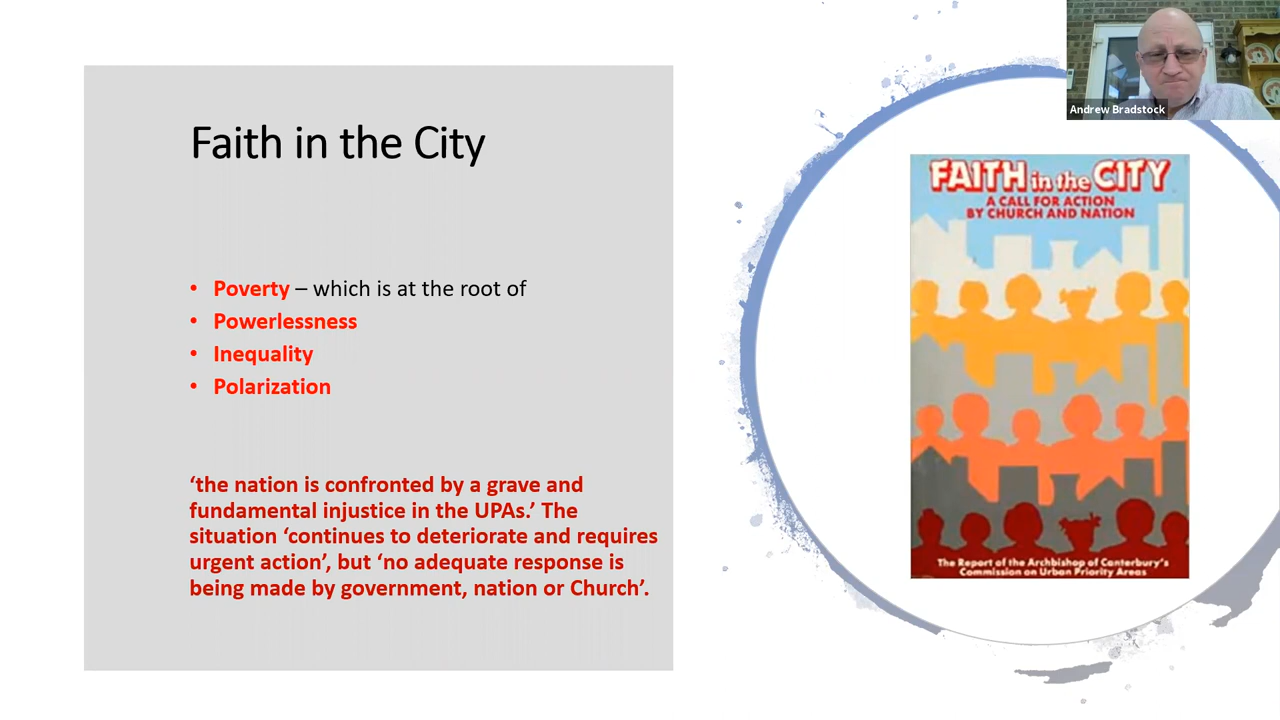 Andrew Bradstock
Faith in the City
• Poverty – which is at the root of
• Powerlessness
• Inequality
• Polarization
‘the nation is confronted by a grave and
fundamental injustice in the UPAs.’ The
situation ‘continues to deteriorate and requires
urgent action’, but ‘no adequate response is
being made by government, nation or Church’.
FAITH in the CITY
A CALL FOR ACTION
BY CHURCH AND NATION
The Report of the Archbishop of Canterbury's
Commission on Urban Priority Areas